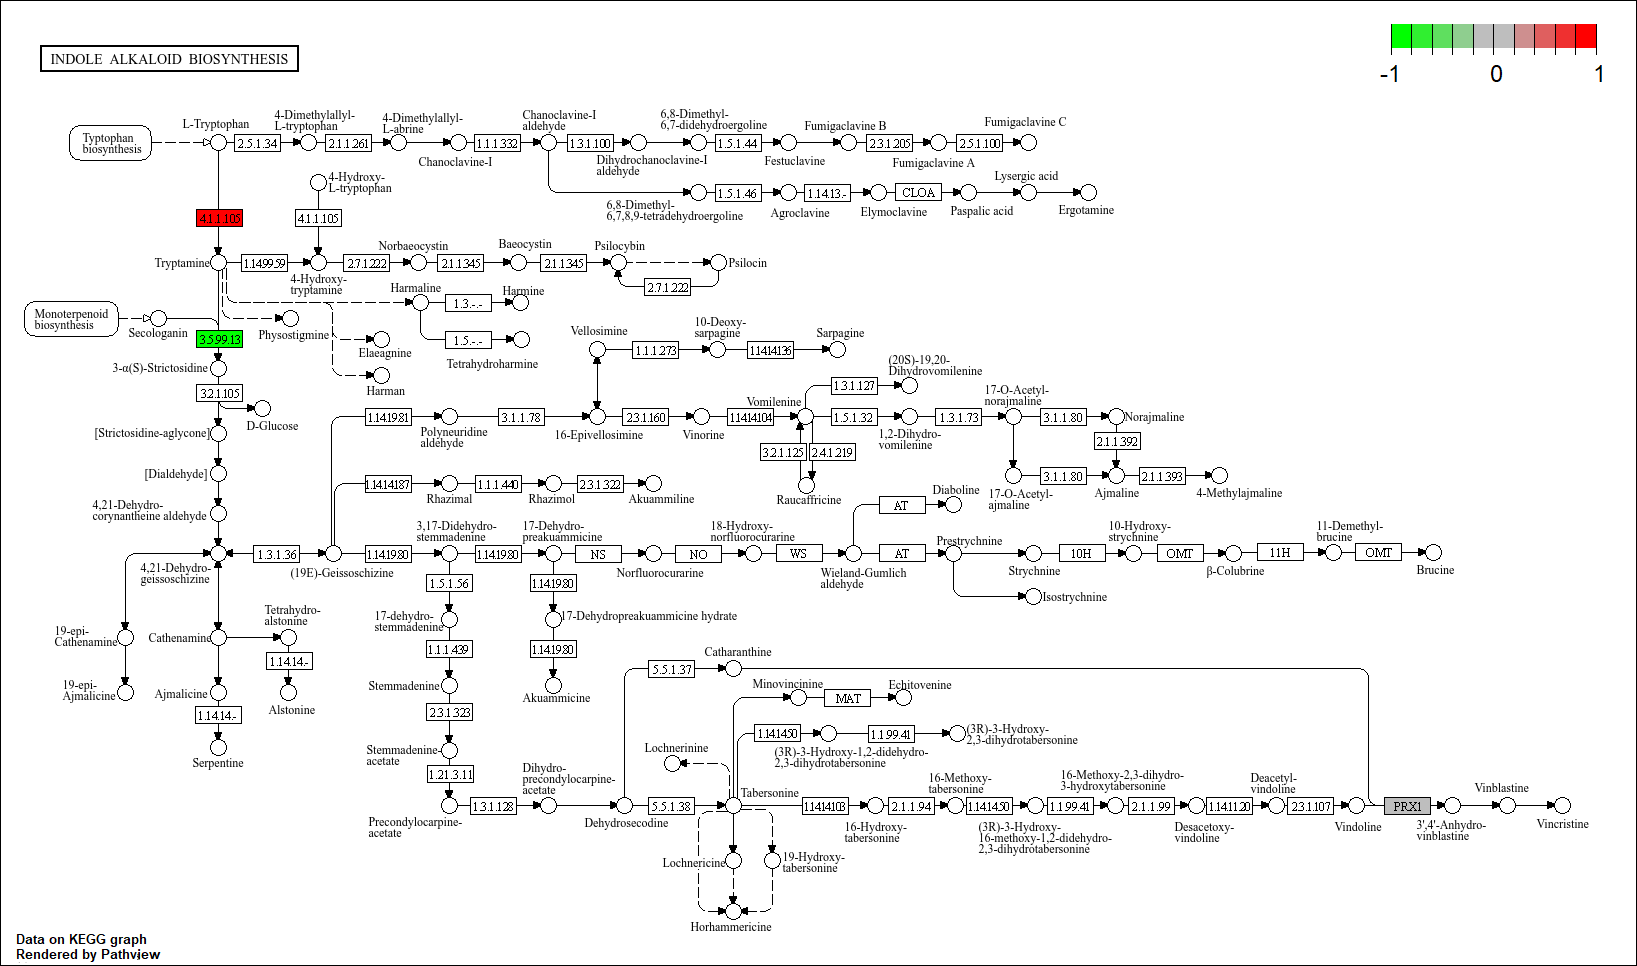 INDOLE ALKALOID BIOSYNTHESIS
-1
0
1
Typtophan
biosynthesis
L-Tryptophan
2.5.1.34
4-Dimethylallyl-
L-tryptophan
2.1.1.261
4-Dimethylallyl-
L-abrine
Chanoclavine-I
1.1.1.332
Chanoclavine-I
aldehyde
1.3.1.100
Dihydrochanoclavine-I
aldehyde
6,8-Dimethyl-
6,7-didehydroergoline
1.5.1.44
Festuclavine
Fumigaclavine B
2.3.1.205
Fumigaclavine A
2.5.1.100
Fumigaclavine C
4-Hydroxy-
L-tryptophan
6,8-Dimethyl-
6,7,8,9-tetradehydroergoline
1.5.1.46
Agroclavine
1.14.13.-
Elymoclavine
CLOA
Paspalic acid
Lysergic acid
Ergotamine
4.1.1.105
4.1.1.105
Tryptamine
1.14.99.59
4-Hydroxy-
tryptamine
2.7.1.222
Norbaeocystin
2.1.1.345
Baeocystin
2.1.1.345
Psilocybin
Psilocin
2.7.1.222
Harmaline
1.3.-.-
Harmine
1.5.-.-
Tetrahydroharmine
Monoterpenoid
biosynthesis
Secologanin
Physostigmine
3.5.99.13
Elaeagnine
Harman
3-α(S)-Strictosidine
3.2.1.105
D-Glucose
[Strictosidine-aglycone]
[Dialdehyde]
4,21-Dehydro-
corynantheine aldehyde
Vellosimine
1.1.1.273
10-Deoxy-
sarpagine
1.14.14.136
Sarpagine
(20S)-19,20-
Dihydrovomilenine
1.3.1.127
1.14.19.81
Polyneuridine
aldehyde
3.1.1.78
16-Epivellosimine
2.3.1.160
Vinorine
1.14.14.104
Vomilenine
1.5.1.32
1,2-Dihydro-
vomilenine
1.3.1.73
17-O-Acetyl-
norajmaline
3.1.1.80
Norajmaline
2.1.1.392
3.2.1.125
2.4.1.219
Raucaffricine
17-O-Acetyl-
ajmaline
3.1.1.80
Ajmaline
2.1.1.393
4-Methylajmaline
1.14.14.187
Rhazimal
1.1.1.440
Rhazimol
2.3.1.322
Akuammiline
AT
Diaboline
4,21-Dehydro-
geissoschizine
1.3.1.36
(19E)-Geissoschizine
1.14.19.80
3,17-Didehydro-
stemmadenine
1.14.19.80
17-Dehydro-
preakuammicine
NS
Norfluorocurarine
NO
18-Hydroxy-
norfluorocurarine
WS
Wieland-Gumlich
aldehyde
AT
Prestrychnine
Strychnine
10H
10-Hydroxy-
strychnine
OMT
β-Colubrine
11H
11-Demethyl-
brucine
OMT
Brucine
Isostrychnine
1.5.1.56
17-dehydro-
stemmadenine
1.1.1.439
Stemmadenine
2.3.1.323
Stemmadenine-
acetate
1.21.3.11
1.14.19.80
17-Dehydropreakuammicine hydrate
1.14.19.80
Akuammicine
19-epi-
Cathenamine
Cathenamine
Tetrahydro-
alstonine
1.14.14.-
19-epi-
Ajmalicine
Ajmalicine
Alstonine
1.14.14.-
Serpentine
5.5.1.37
Catharanthine
Minovincinine
MAT
Echitovenine
1.14.14.50
(3R)-3-Hydroxy-1,2-didehydro-
2,3-dihydrotabersonine
1.1.99.41
(3R)-3-Hydroxy-
2,3-dihydrotabersonine
Lochnerinine
Precondylocarpine-
acetate
1.3.1.128
Dihydro-
precondylocarpine-
acetate
Dehydrosecodine
5.5.1.38
Tabersonine
1.14.14.103
16-Hydroxy-
tabersonine
2.1.1.94
16-Methoxy-
tabersonine
1.14.14.50
(3R)-3-Hydroxy-
16-methoxy-1,2-didehydro-
2,3-dihydrotabersonine
1.1.99.41
16-Methoxy-2,3-dihydro-
3-hydroxytabersonine
2.1.1.99
Desacetoxy-
vindoline
1.14.11.20
Deacetyl-
vindoline
2.3.1.107
Vindoline
PRX1
3',4'-Anhydro-
vinblastine
Vinblastine
Vincristine
Lochnericine
19-Hydroxy-
tabersonine
Horhammericine
Data on KEGG graph
Rendered by Pathview